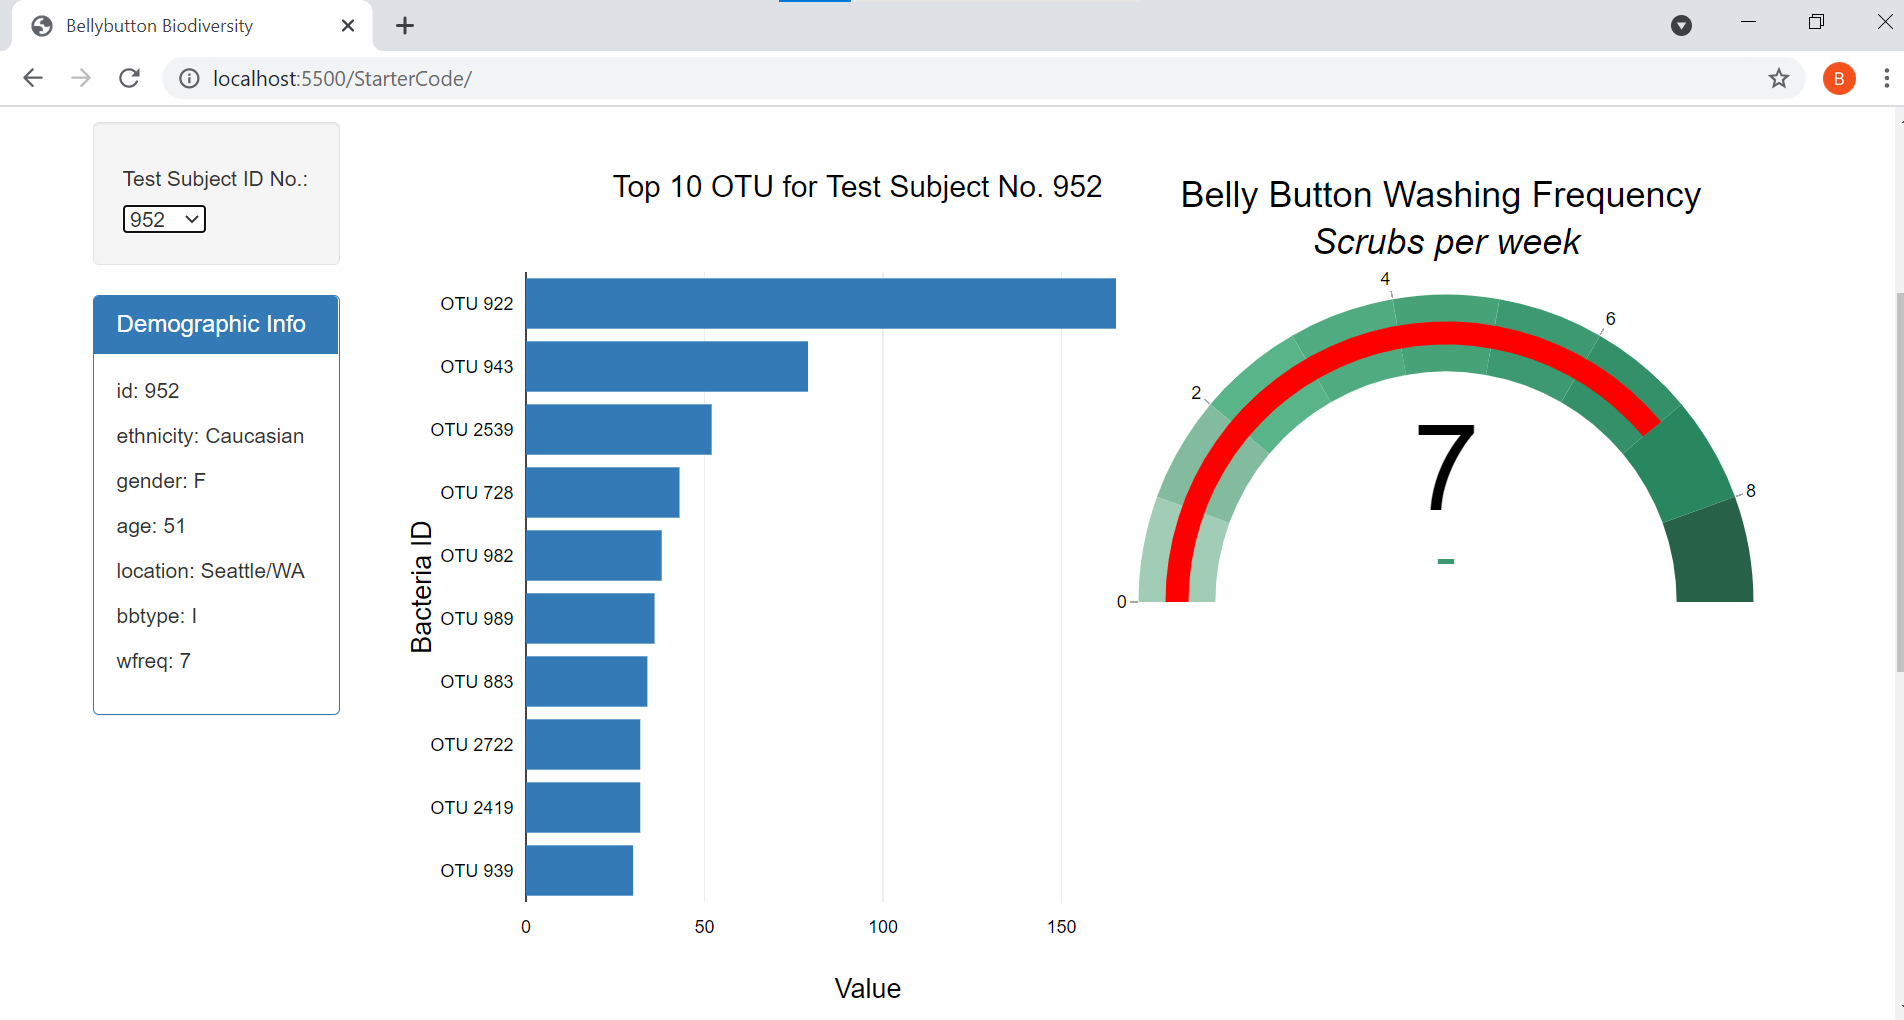 Bellybutton Biodiversity
localhost:5500/StarterCode/
B
Test Subject ID No.:
952
Demographic Info
id: 952
ethnicity: Caucasian
gender: F
age: 51
location: Seattle/WA
bbtype: I
wfreq: 7
Top 10 OTU for Test Subject No. 952
Bacteria ID
OTU 922
OTU 943
OTU 2539
OTU 728
OTU 982
OTU 989
OTU 883
OTU 2722
OTU 2419
OTU 939
0 50 100 150
Value
Belly Button Washing Frequency
Scrubs per week
0
2
4
6
8
7
-